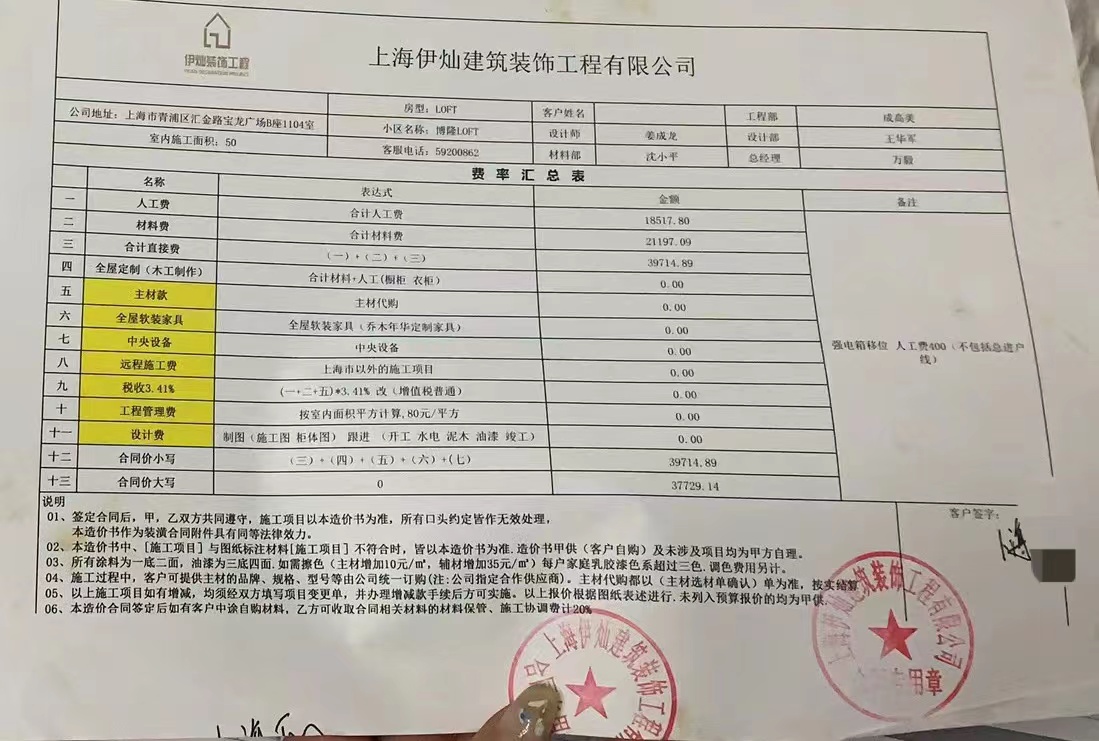 伊灿装饰工程
上海伊灿建筑装饰工程有限公司
公司地址：上海市青浦区汇金路宝龙广场B座1104室
房型：LOFT
客户姓名
工程部
成高美
小区名称：博隆LOFT
设计师
姜成龙
设计部
王华军
室内施工面积：50
客服电话：59200862
材料部
沈小平
总经理
万毅
费率汇总表
名称
表达式
金额
备注
一 人工费 合计人工费 18517.80
二 材料费 合计材料费 21197.09
三 合计直接费 （一）+（二）+（三） 39714.89
四 全屋定制（木工制作） 合计材料+人工(橱柜 衣柜） 0.00
五 主材款 主材代购 0.00
六 全屋软装家具 全屋软装家具（乔木年华定制家具） 0.00
七 中央设备 中央设备 0.00
八 远程施工费 上海市以外的施工项目 0.00
九 税收3.41% （一+二+五)*3.41% 改（增值税普通） 0.00
十 工程管理费 按室内面积平方计算,80元/平方 0.00
十一 设计费 制图（施工图 柜体图） 跟进 （开工 水电 泥木 油漆 竣工） 0.00
十二 合同价小写 （三）+（四）+（五）+（六）+(七） 39714.89
十三 合同价大写 0 37729.14
强电箱移位 人工费400（不包括总进户
线）
说明
01、签定合同后，甲，乙双方共同遵守，施工项目以本造价书为准，所有口头约定皆作无效处理，
本造价书作为装潢合同附件具有同等法律效力。
02、本造价书中、[施工项目] 与图纸标注材料[施工项目] 不符合时，皆以本造价书为准.造价书甲供（客户自购）及未涉及项目均为甲方自理。
03、所有涂料为一底二面，油漆为三底四面.如需擦色（主材增加10元/㎡，辅材增加35元/㎡）每户家庭乳胶漆色系超过三色.调色费用另计。
04、施工过程中，客户可提供主材的品牌、规格、型号等由公司统一订购(注:公司指定合作供应商）。主材代购都以（主材选材单确认）单为准，按实结算
05、以上施工项目如有增减，均须经双方填写项目变更单，并办理增减款手续后方可实施。以上报价根据图纸表述进行.未列入预算报价的均为甲供.
06、本造价合同签定后如有客户中途自购材料，乙方可收取合同相关材料的材料保管、施工协调费计20%
客户签字：
上海伊灿建筑装饰工程有限公司
专用章
上海伊灿建筑装饰工程
合